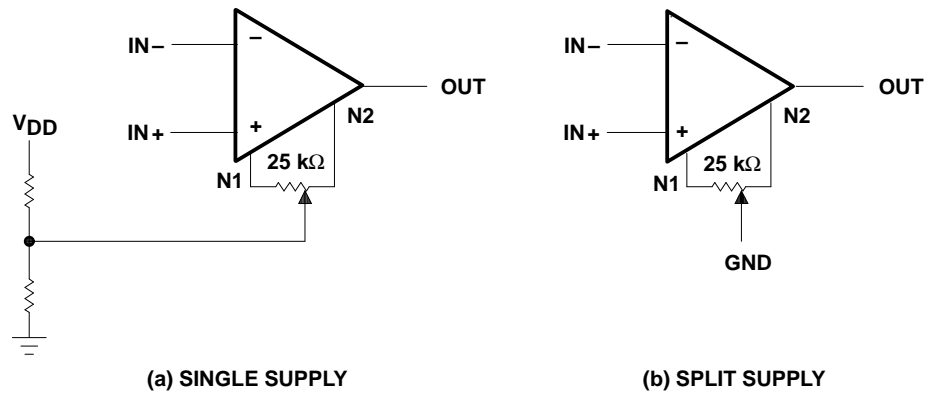 IN–
–
OUT
IN+
+
N2
VDD
25 kΩ
N1
(a) SINGLE SUPPLY
IN–
–
OUT
IN+
+
N2
25 kΩ
N1
GND
(b) SPLIT SUPPLY